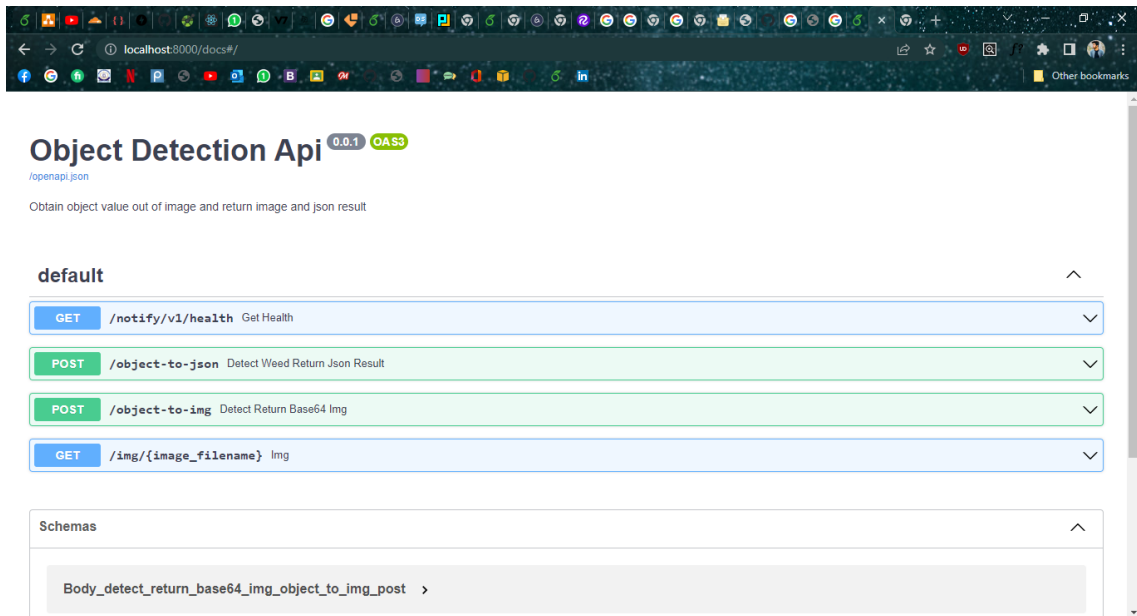 localhost:8000/docs#/
Other bookmarks
Object Detection Api 0.0.1 OAS3
/openapi.json
Obtain object value out of image and return image and json result
default
GET /notify/v1/health Get Health
POST /object-to-json Detect Weed Return Json Result
POST /object-to-img Detect Return Base64 Img
GET /img/{image_filename} Img
Schemas
Body_detect_return_base64_img_object_to_img_post